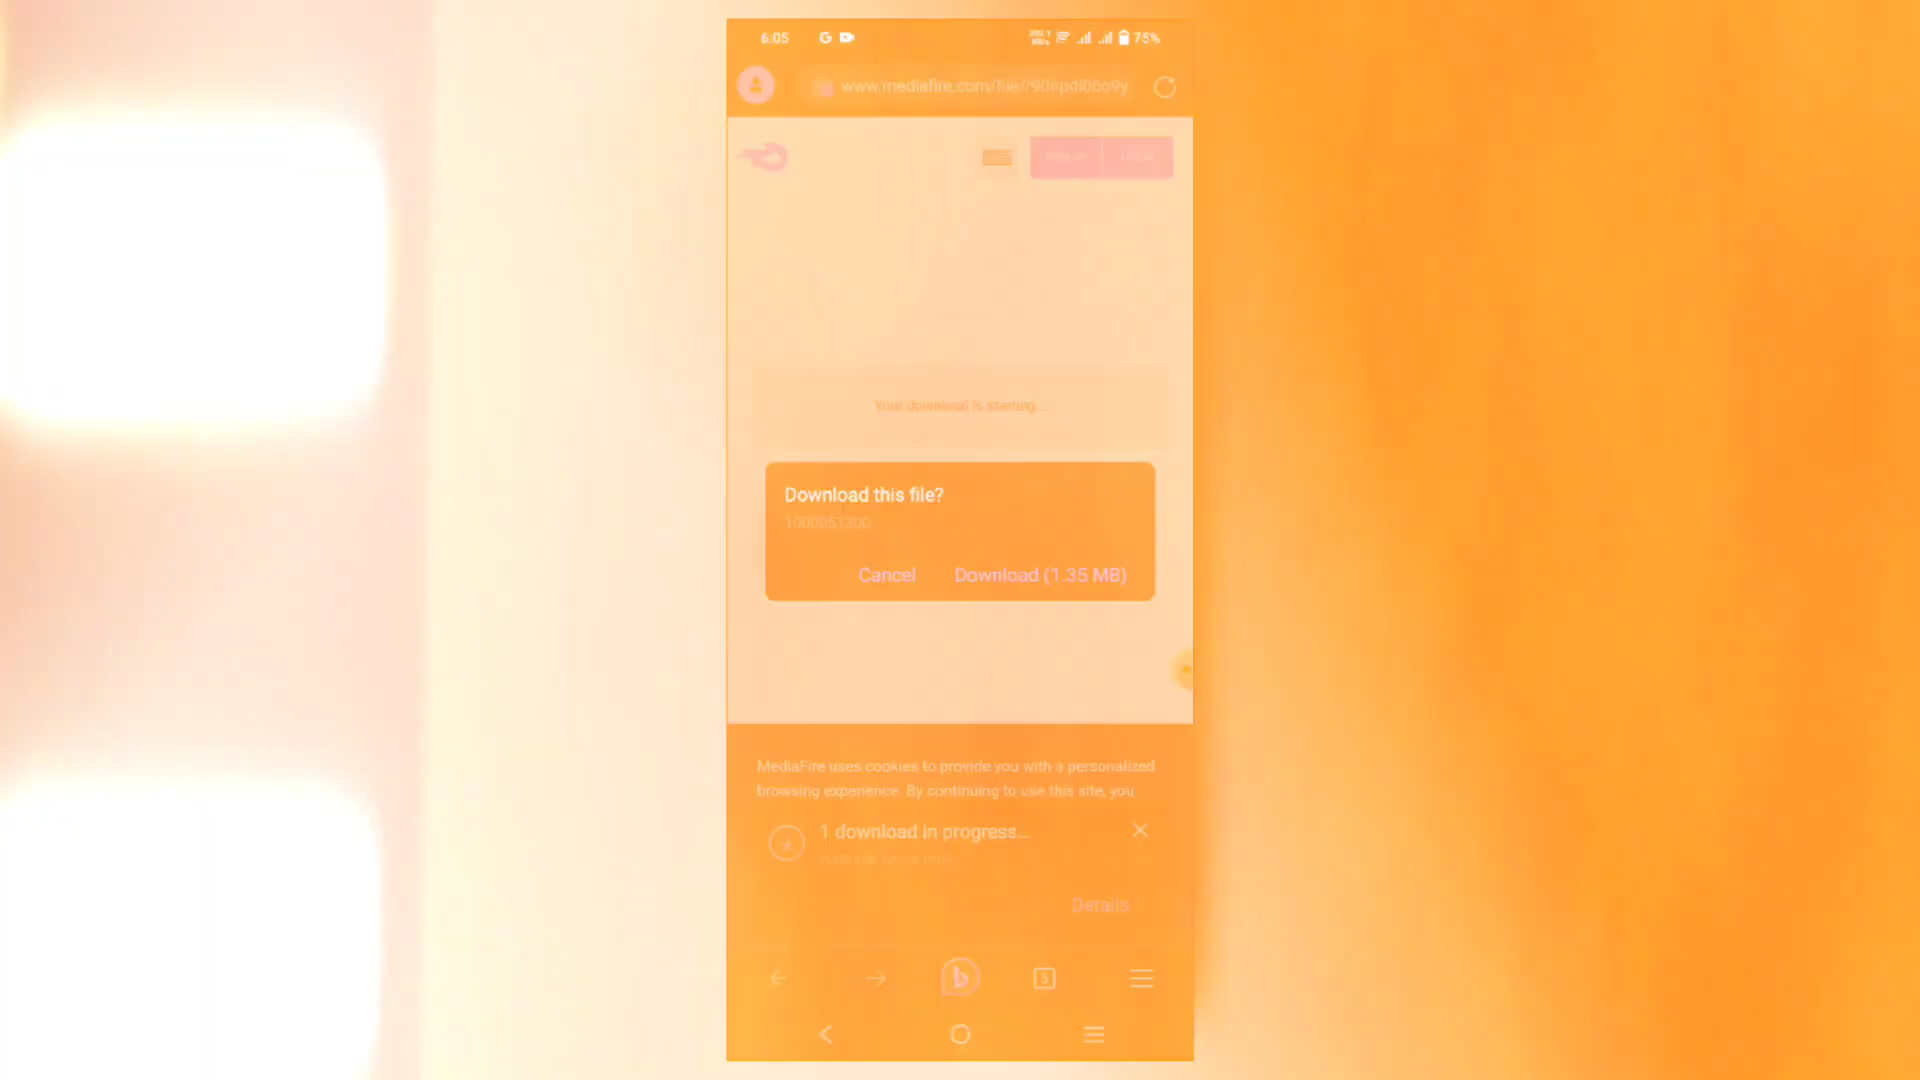 6:05
75%
www.mediafire.com/file/
Your download is starting...
Download this file?
1000051300
Cancel Download (1.35 MB)
MediaFire uses cookies to provide you with a personalized
browsing experience. By continuing to use this site, you
1 download in progress...
Details
5